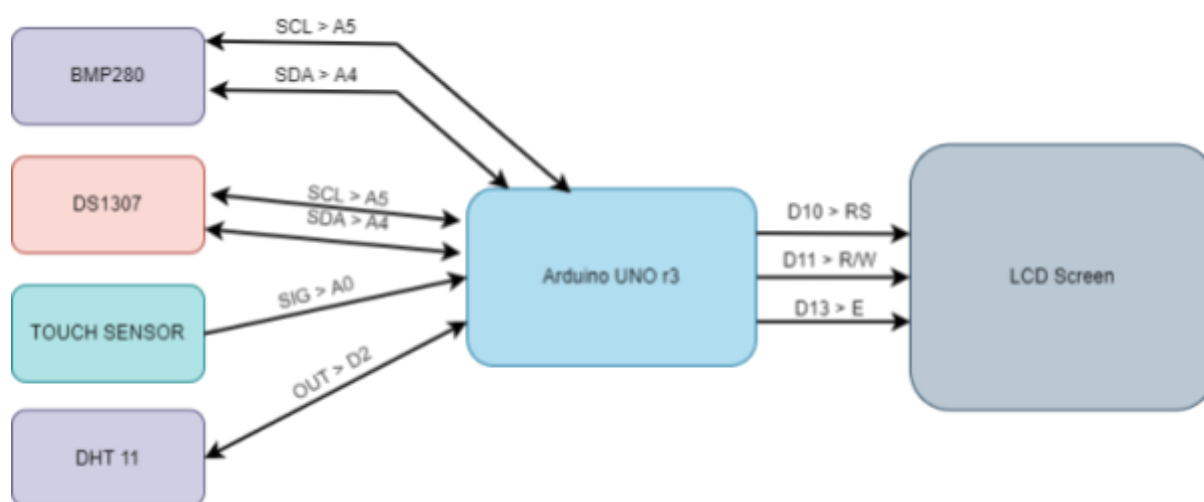 SCL > A5
BMP280
SDA > A4
DS1307
SCL > A5
SDA > A4
D10 > RS
D11 > R/W
Arduino UNO r3
LCD Screen
SIG > A0
D13 > E
TOUCH SENSOR
OUT > D2
DHT 11